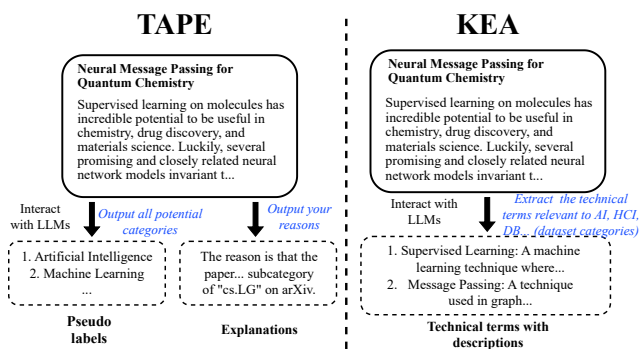 TAPE
Neural Message Passing for
Quantum Chemistry
Supervised learning on molecules has
incredible potential to be useful in
chemistry, drug discovery, and
materials science. Luckily, several
promising and closely related neural
network models invariant t...
Interact
with LLMs
Output all potential
categories
Output your
reasons
1. Artificial Intelligence
2. Machine Learning
...
The reason is that the
paper... subcategory
of "cs.LG" on arXiv.
Pseudo
labels
Explanations
KEA
Neural Message Passing for
Quantum Chemistry
Supervised learning on molecules has
incredible potential to be useful in
chemistry, drug discovery, and
materials science. Luckily, several
promising and closely related neural
network models invariant t...
Interact with
LLMs
Extract the technical
terms relevant to AI, HCI,
DB... (dataset categories)
1. Supervised Learning: A machine
learning technique where...
2. Message Passing: A technique
used in graph...
Technical terms with
descriptions